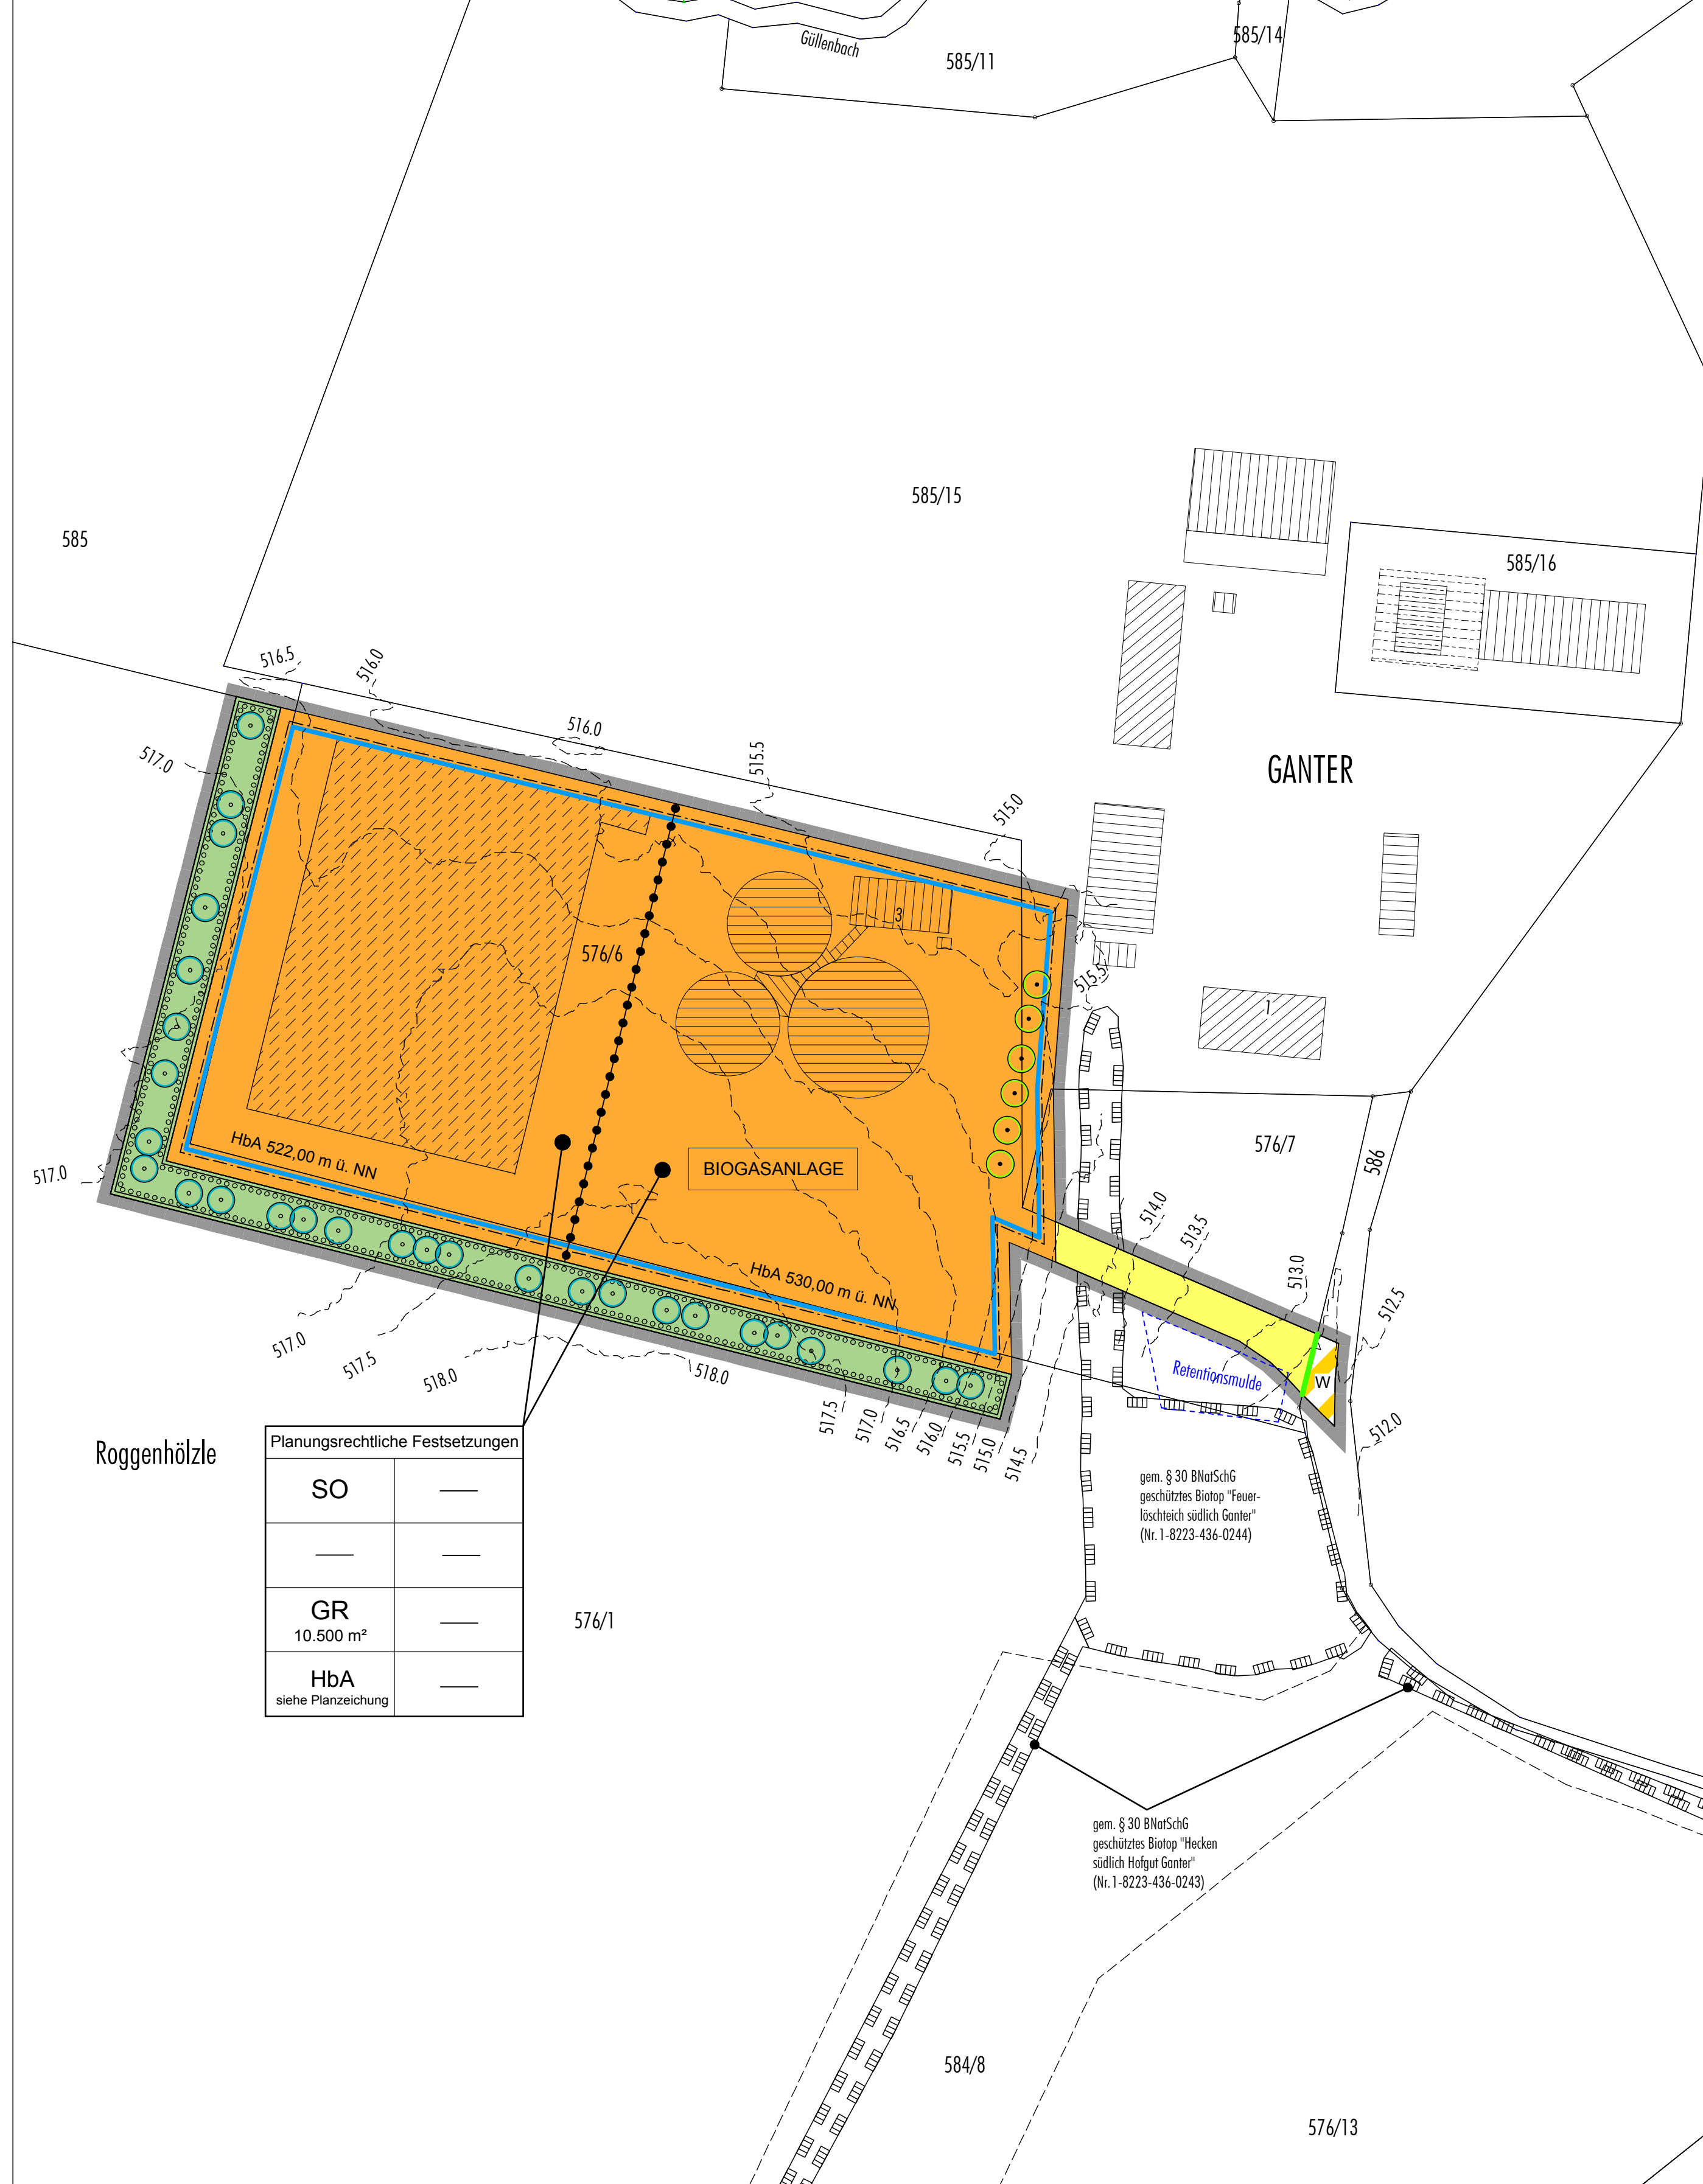 Güllenbach
585/11
585/14
585/15
585
585/16
516.5
516.0
516.0
515.5
517.0
515.0
GANTER
3
576/6
515.5
1
576/7
586
HbA 522,00 m ü. NN
BIOGASANLAGE
517.0
514.0
513.5
513.0
512.5
HbA 530,00 m ü. NN
517.0
517.5
518.0
518.0
Retentionsmulde
W
512.0
517.5
517.0
516.5
516.0
515.5
515.0
514.5
Roggenhölzle
Planungsrechtliche Festsetzungen
SO
GR
10.500 m²
HbA
siehe Planzeichung
gem. § 30 BNatSchG
geschütztes Biotop "Feuer-
löschteich südlich Ganter"
(Nr.1-8223-436-0244)
576/1
gem. § 30 BNatSchG
geschütztes Biotop "Hecken
südlich Hofgut Ganter"
(Nr.1-8223-436-0243)
584/8
576/13